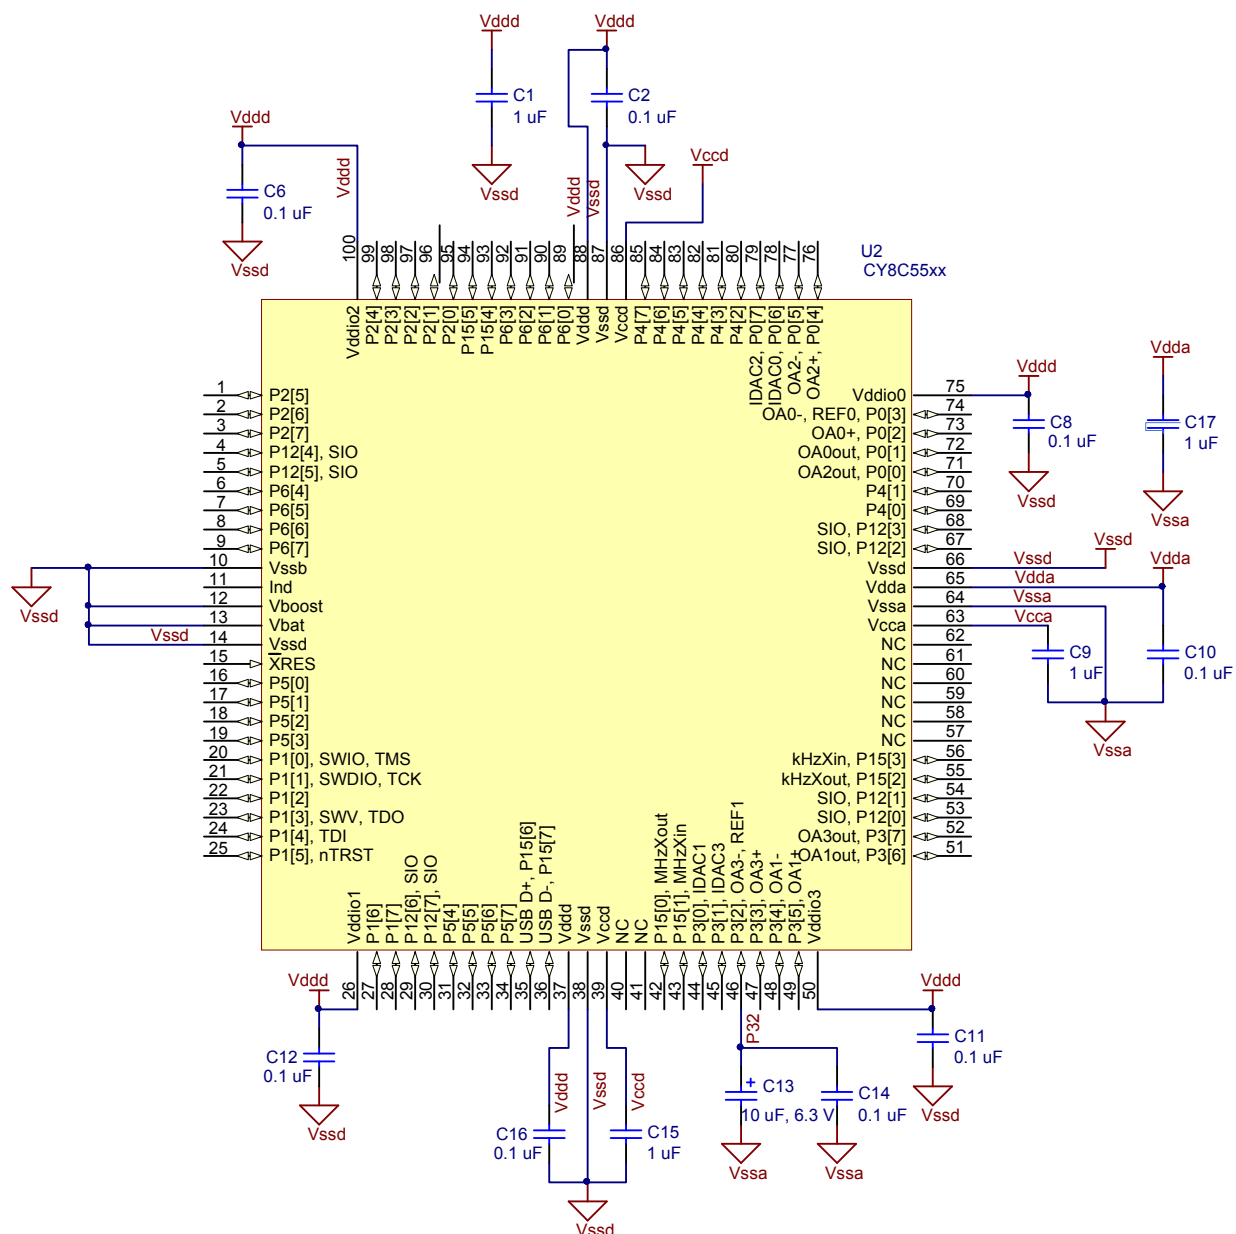 Vddd
C1
1 uF
Vssd
Vddd
C2
0.1 uF
Vssd
Vddd
C6
0.1 uF
Vssd
Vddd
Vddd
Vssd
Vccd
U2
CY8C55xx
100 Vddio2
99 P2[4]
98 P2[3]
97 P2[2]
96 P2[1]
95 P2[0]
94 P15[5]
93 P15[4]
92 P6[3]
91 P6[2]
90 P6[1]
89 P6[0]
88 Vddd
87 Vssd
86 Vccd
85 P4[7]
84 P4[6]
83 P4[5]
82 P4[4]
81 P4[3]
80 P4[2]
79 IDAC2, P0[7]
78 IDAC0, P0[6]
77 OA2-, P0[5]
76 OA2+, P0[4]
1 P2[5]
2 P2[6]
3 P2[7]
4 P12[4], SIO
5 P12[5], SIO
6 P6[4]
7 P6[5]
8 P6[6]
9 P6[7]
10 Vssb
11 Ind
12 Vboost
13 Vbat
Vssd 14 Vssd
15 XRES
16 P5[0]
17 P5[1]
18 P5[2]
19 P5[3]
20 P1[0], SWIO, TMS
21 P1[1], SWDIO, TCK
22 P1[2]
23 P1[3], SWV, TDO
24 P1[4], TDI
25 P1[5], nTRST
Vssd
Vddio0 75
OA0-, REF0, P0[3] 74
OA0+, P0[2] 73
OA0out, P0[1] 72
OA2out, P0[0] 71
P4[1] 70
P4[0] 69
SIO, P12[3] 68
SIO, P12[2] 67
Vssd 66 Vssd
Vdda 65 Vdda
Vssa 64 Vssa
Vcca 63 Vcca
NC 62
NC 61
NC 60
NC 59
NC 58
NC 57
kHzXin, P15[3] 56
kHzXout, P15[2] 55
SIO, P12[1] 54
SIO, P12[0] 53
OA3out, P3[7] 52
OA1out, P3[6] 51
Vddd
C8
0.1 uF
Vssd
Vdda
C17
1 uF
Vssa
Vssd
Vdda
C9
1 uF
C10
0.1 uF
Vssa
Vddio1 26
P1[6] 27
P1[7] 28
P12[6], SIO 29
P12[7], SIO 30
P5[4] 31
P5[5] 32
P5[6] 33
P5[7] 34
USB D+, P15[6] 35
USB D-, P15[7] 36
Vddd 37
Vssd 38
Vccd 39
NC 40
NC 41
P15[0], MHzXout 42
P15[1], MHzXin 43
P3[0], IDAC1 44
P3[1], IDAC3 45
P3[2], OA3-, REF1 46
P3[3], OA3+ 47
P3[4], OA1- 48
P3[5], OA1+ 49
Vddio3 50
Vddd
C12
0.1 uF
Vssd
Vddd
Vssd
Vccd
C16
0.1 uF
C15
1 uF
Vssd
P32
+
C13
10 uF, 6.3 V
Vssa
C14
0.1 uF
Vssa
Vddd
C11
0.1 uF
Vssd